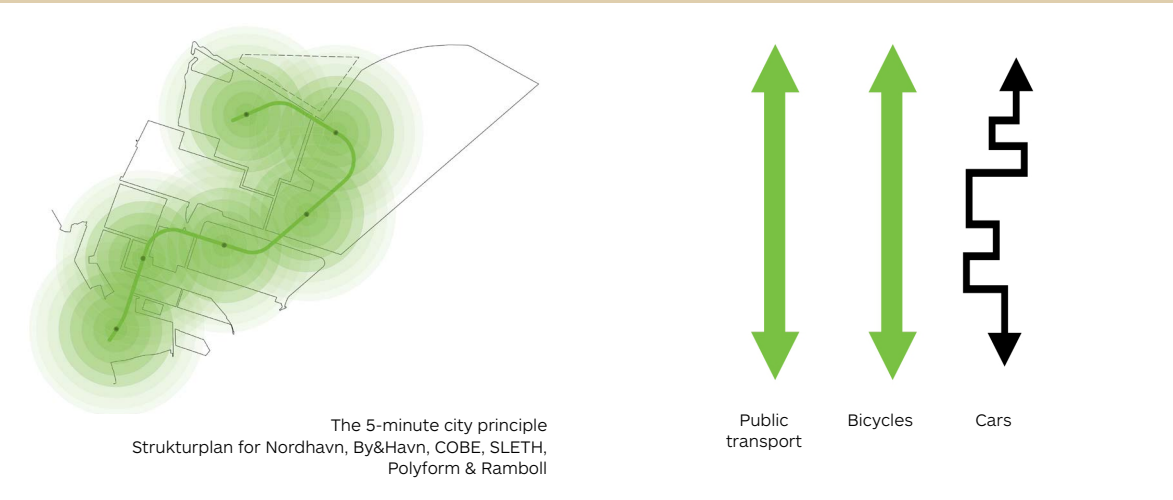 The 5-minute city principle
Strukturplan for Nordhavn, By&Havn, COBE, SLETH,
Polyform & Ramboll
Public
transport
Bicycles
Cars